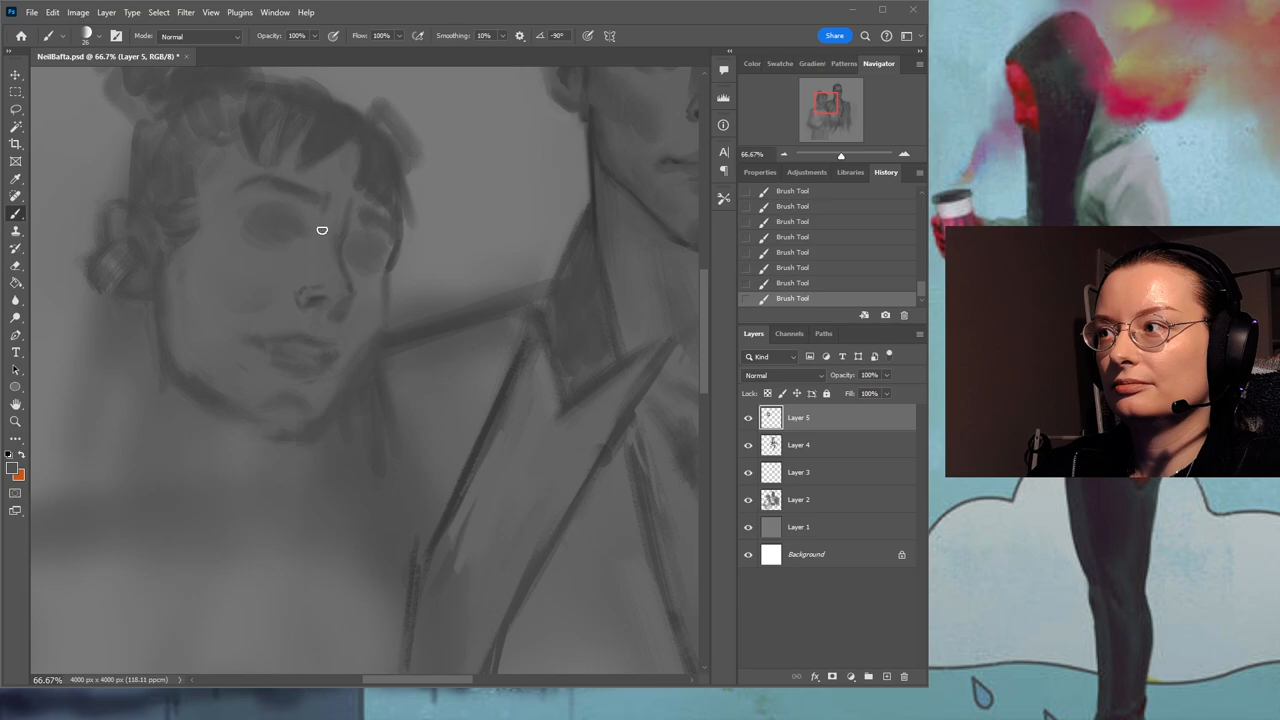 File Edit Image Layer Type Select Filter View Plugins Window Help
26 Mode: Normal Opacity: 100% Flow: 100% Smoothing: 10% -90° Share
NeilBafta.psd @ 66.7% (Layer 5, RGB/8) *
Color Swatche Gradien Patterns Navigator
66.67%
Properties Adjustments Libraries History
Brush Tool
Brush Tool
Brush Tool
Brush Tool
Brush Tool
Brush Tool
Brush Tool
Brush Tool
Layers Channels Paths
Kind
Normal Opacity: 100%
Lock: Fill: 100%
Layer 5
Layer 4
Layer 3
Layer 2
Layer 1
Background
66.67% 4000 px x 4000 px (118.11 ppcm)